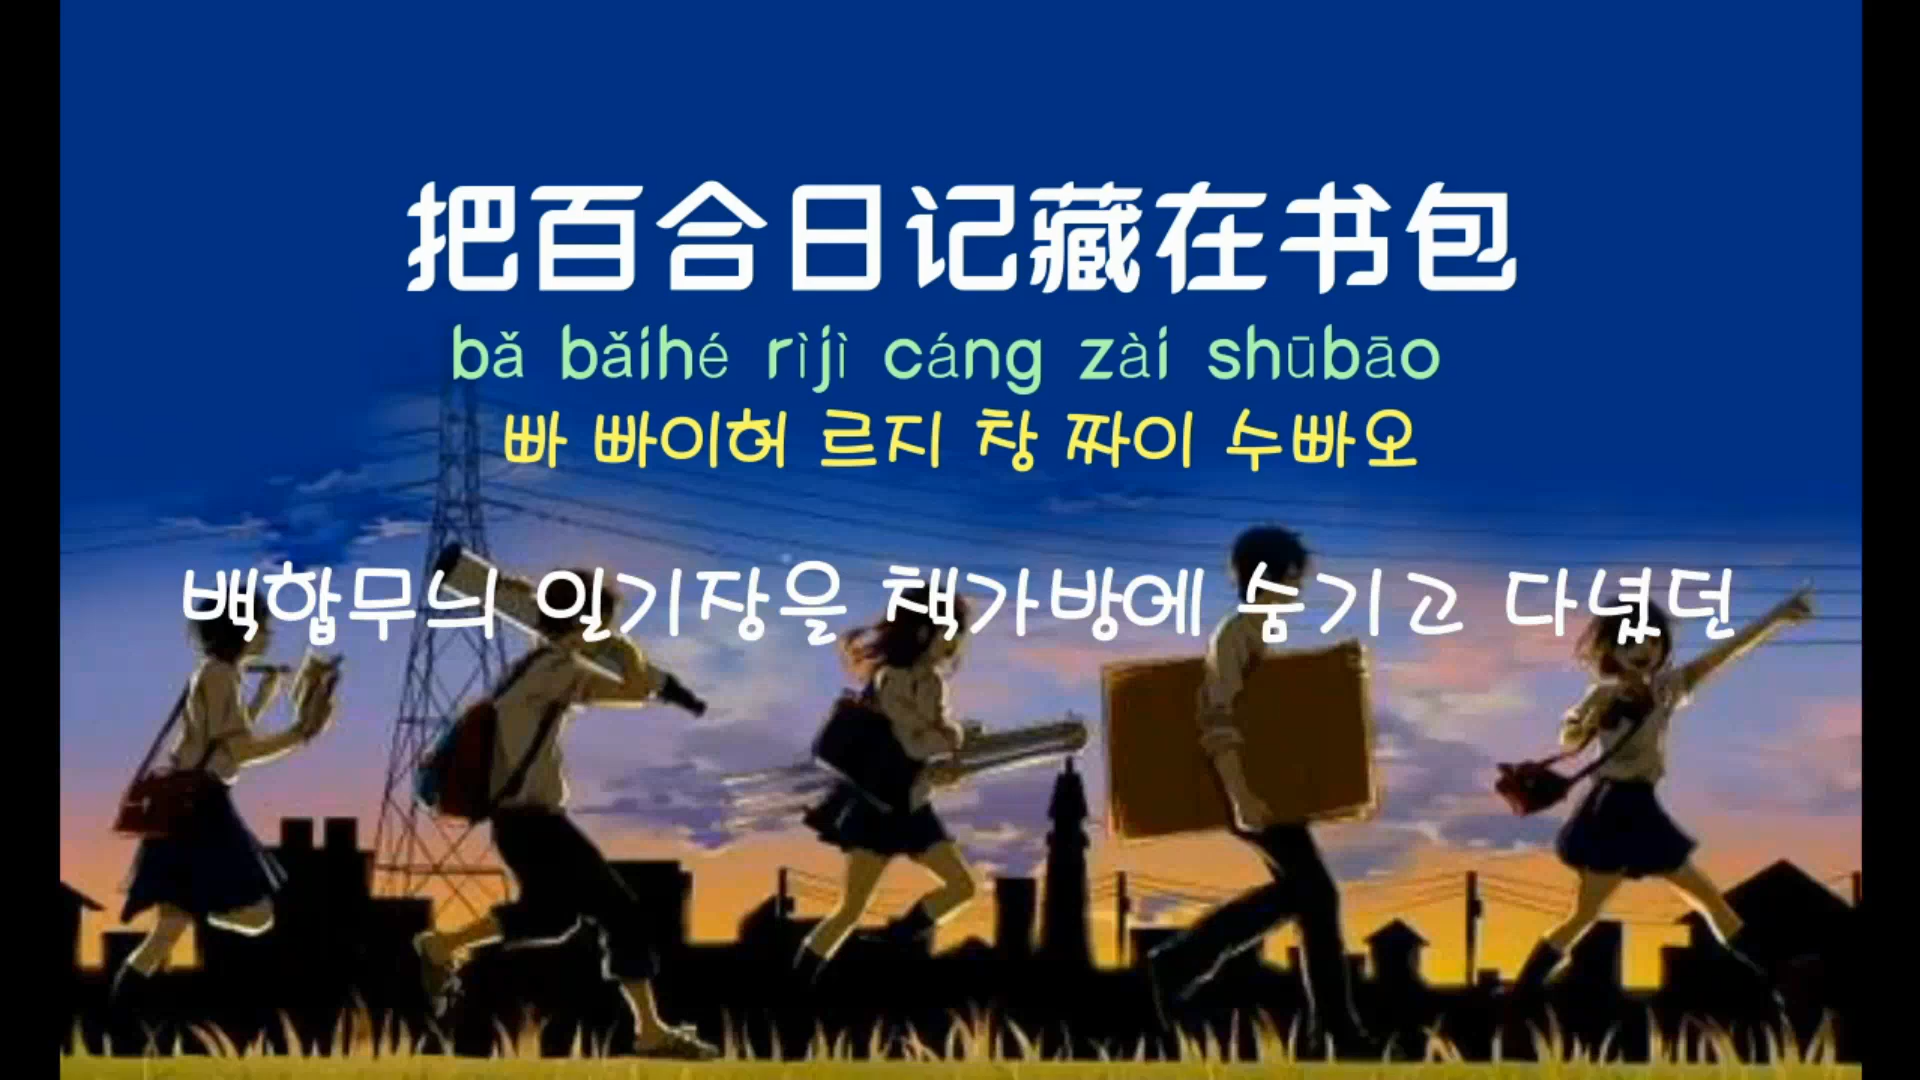 把百合日记藏在书包
bǎ bǎihé rìjì cáng zài shūbāo
빠 빠이허 르지 창 짜이 수빠오
백합무늬 일기장을 책가방에 숨기고 다녔던